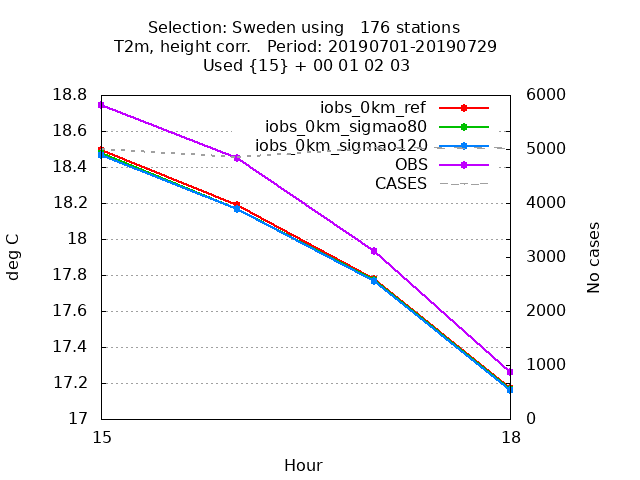 Selection: Sweden using   176 stations
T2m, height corr.   Period: 20190701-20190729
Used {15} + 00 01 02 03
iobs_0km_ref
iobs_0km_sigmao80
iobs_0km_sigmao120
OBS
CASES
18.8
18.6
18.4
18.2
18
17.8
17.6
17.4
17.2
17
6000
5000
4000
3000
2000
1000
0
deg C
No cases
15
18
Hour